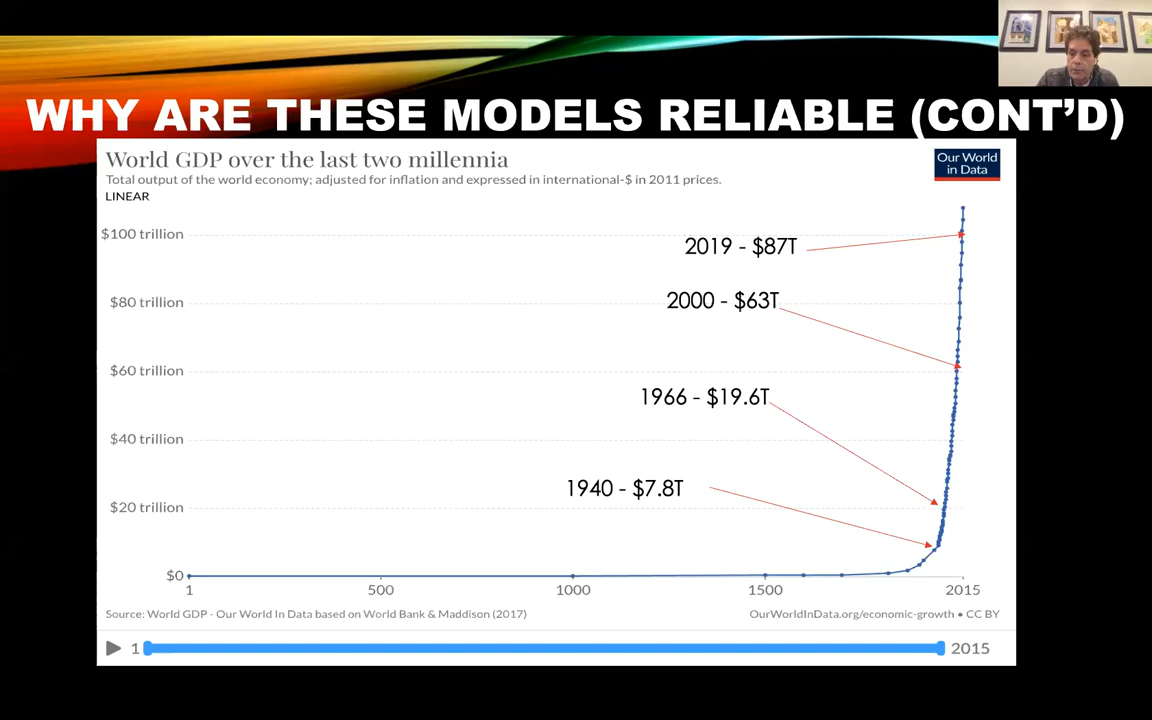 WHY ARE THESE MODELS RELIABLE (CONT'D)
World GDP over the last two millennia
Total output of the world economy; adjusted for inflation and expressed in international-$ in 2011 prices.
LINEAR
Our World
in Data
$100 trillion
2019 - $87T
$80 trillion
2000 - $63T
$60 trillion
1966 - $19.6T
$40 trillion
1940 - $7.8T
$20 trillion
$0
1 500 1000 1500 2015
Source: World GDP - Our World In Data based on World Bank & Maddison (2017)
OurWorldInData.org/economic-growth • CC BY
1 2015